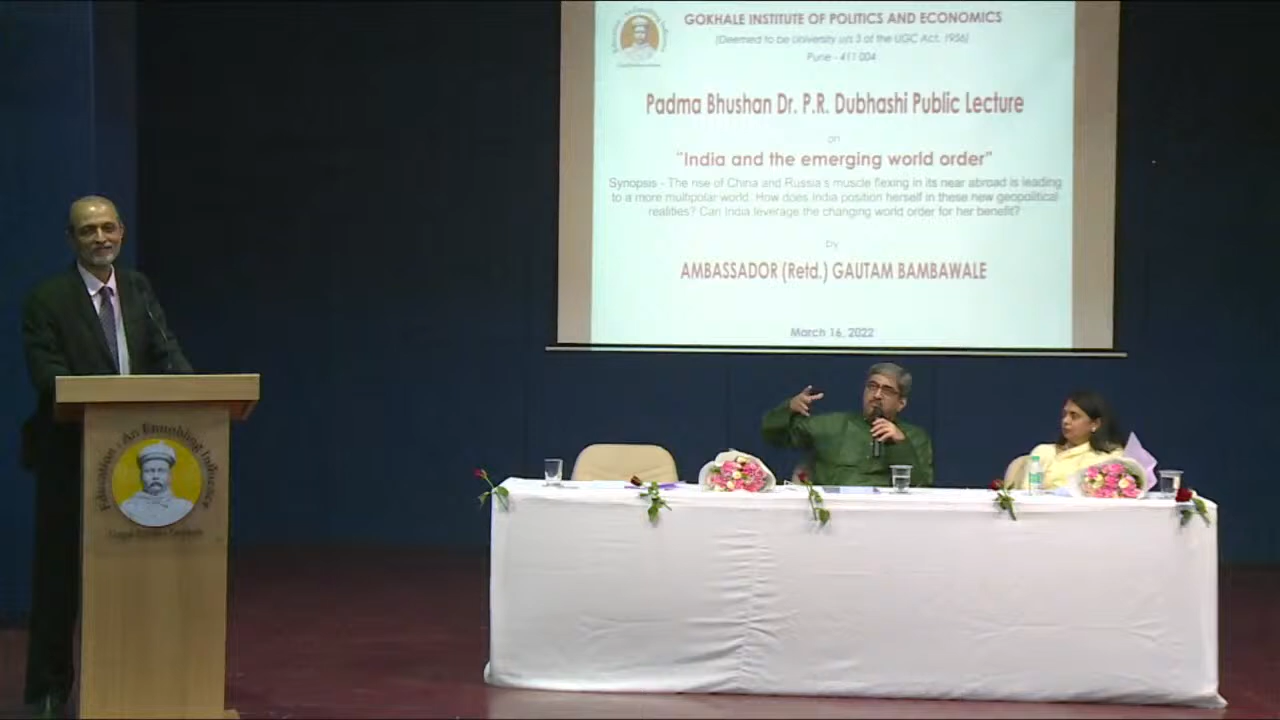 GOKHALE INSTITUTE OF POLITICS AND ECONOMICS
(Deemed to be University u/s 3 of the UGC Act, 1956)
Pune - 411 004
Padma Bhushan Dr. P.R. Dubhashi Public Lecture
on
"India and the emerging world order"
Synopsis - The rise of China and Russia's muscle flexing in its near abroad is leading
to a more multipolar world. How does India position herself in these new geopolitical
realities? Can India leverage the changing world order for her benefit?
by
AMBASSADOR (Retd.) GAUTAM BAMBAWALE
March 16, 2022
Education : An Ennobling Influence